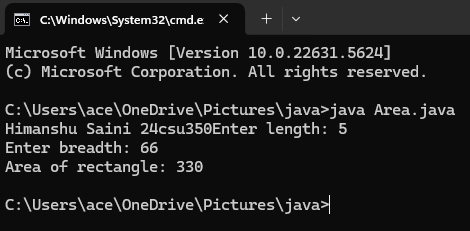 C:\Windows\System32\cmd.e
Microsoft Windows [Version 10.0.22631.5624]
(c) Microsoft Corporation. All rights reserved.
C:\Users\ace\OneDrive\Pictures\java>java Area.java
Himanshu Saini 24csu350Enter length: 5
Enter breadth: 66
Area of rectangle: 330
C:\Users\ace\OneDrive\Pictures\java>